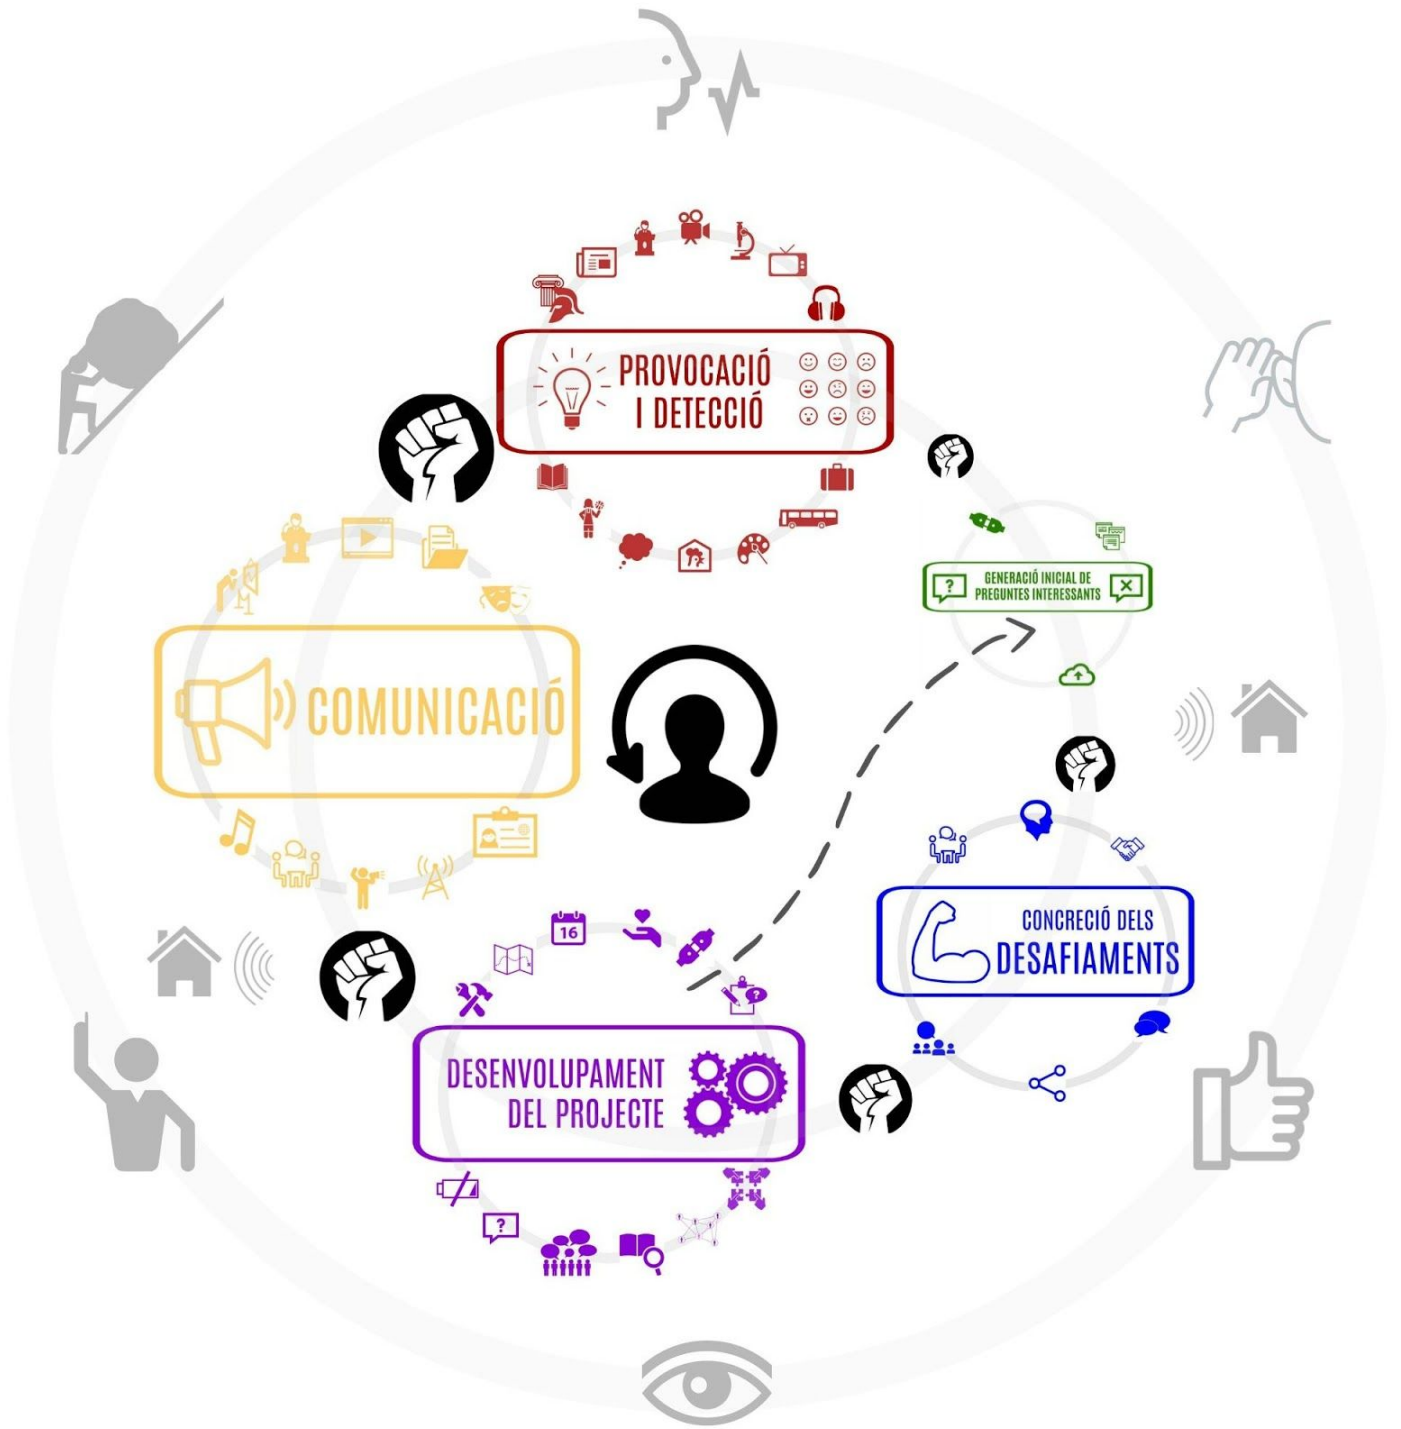 PROVOCACIÓ
I DETECCIÓ
?
GENERACIÓ INICIAL DE
PREGUNTES INTERESSANTS
COMUNICACIÓ
CONCRECIÓ DELS
DESAFIAMENTS
16
?
DESENVOLUPAMENT
DEL PROJECTE
?